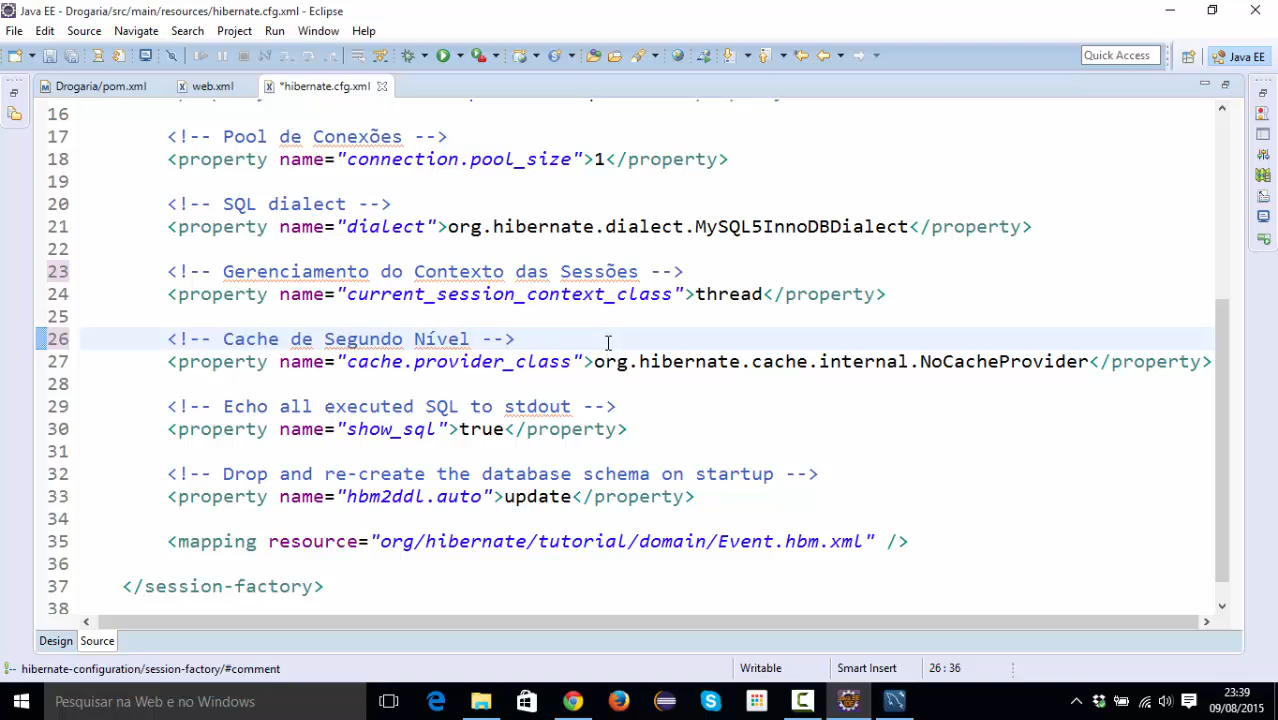 Java EE - Drogaria/src/main/resources/hibernate.cfg.xml - Eclipse
File Edit Source Navigate Search Project Run Window Help
Quick Access
Java EE
Drogaria/pom.xml
web.xml
*hibernate.cfg.xml
16
17 <!-- Pool de Conexões -->
18 <property name="connection.pool_size">1</property>
19
20 <!-- SQL dialect -->
21 <property name="dialect">org.hibernate.dialect.MySQL5InnoDBDialect</property>
22
23 <!-- Gerenciamento do Contexto das Sessões -->
24 <property name="current_session_context_class">thread</property>
25
26 <!-- Cache de Segundo Nível -->
27 <property name="cache.provider_class">org.hibernate.cache.internal.NoCacheProvider</property>
28
29 <!-- Echo all executed SQL to stdout -->
30 <property name="show_sql">true</property>
31
32 <!-- Drop and re-create the database schema on startup -->
33 <property name="hbm2ddl.auto">update</property>
34
35 <mapping resource="org/hibernate/tutorial/domain/Event.hbm.xml" />
36
37 </session-factory>
38
Design Source
hibernate-configuration/session-factory/#comment
Writable
Smart Insert
26 : 36
Pesquisar na Web e no Windows
23:39
09/08/2015